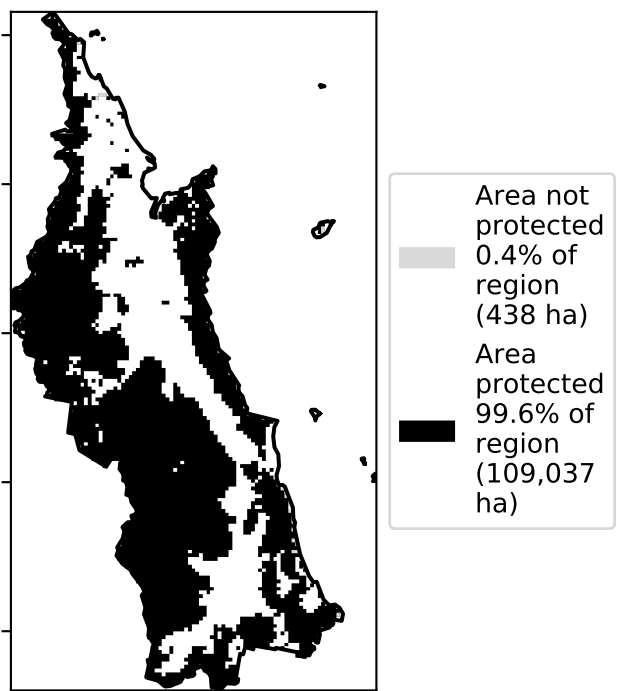 Area not
protected
0.4% of
region
(438 ha)
Area
protected
99.6% of
region
(109,037
ha)